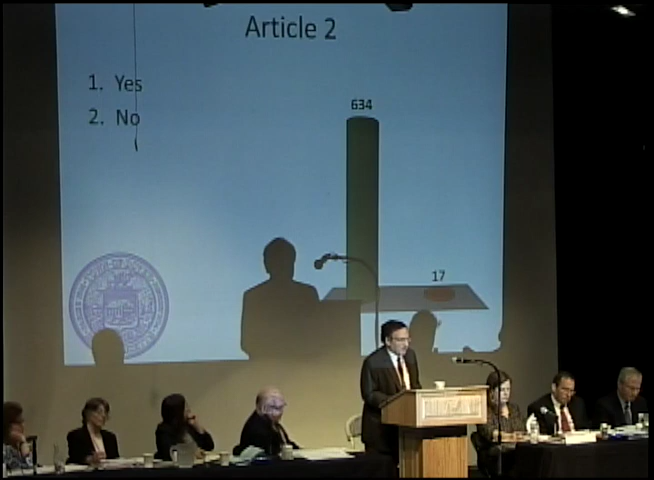 Article 2
1. Yes
2. No
634
17